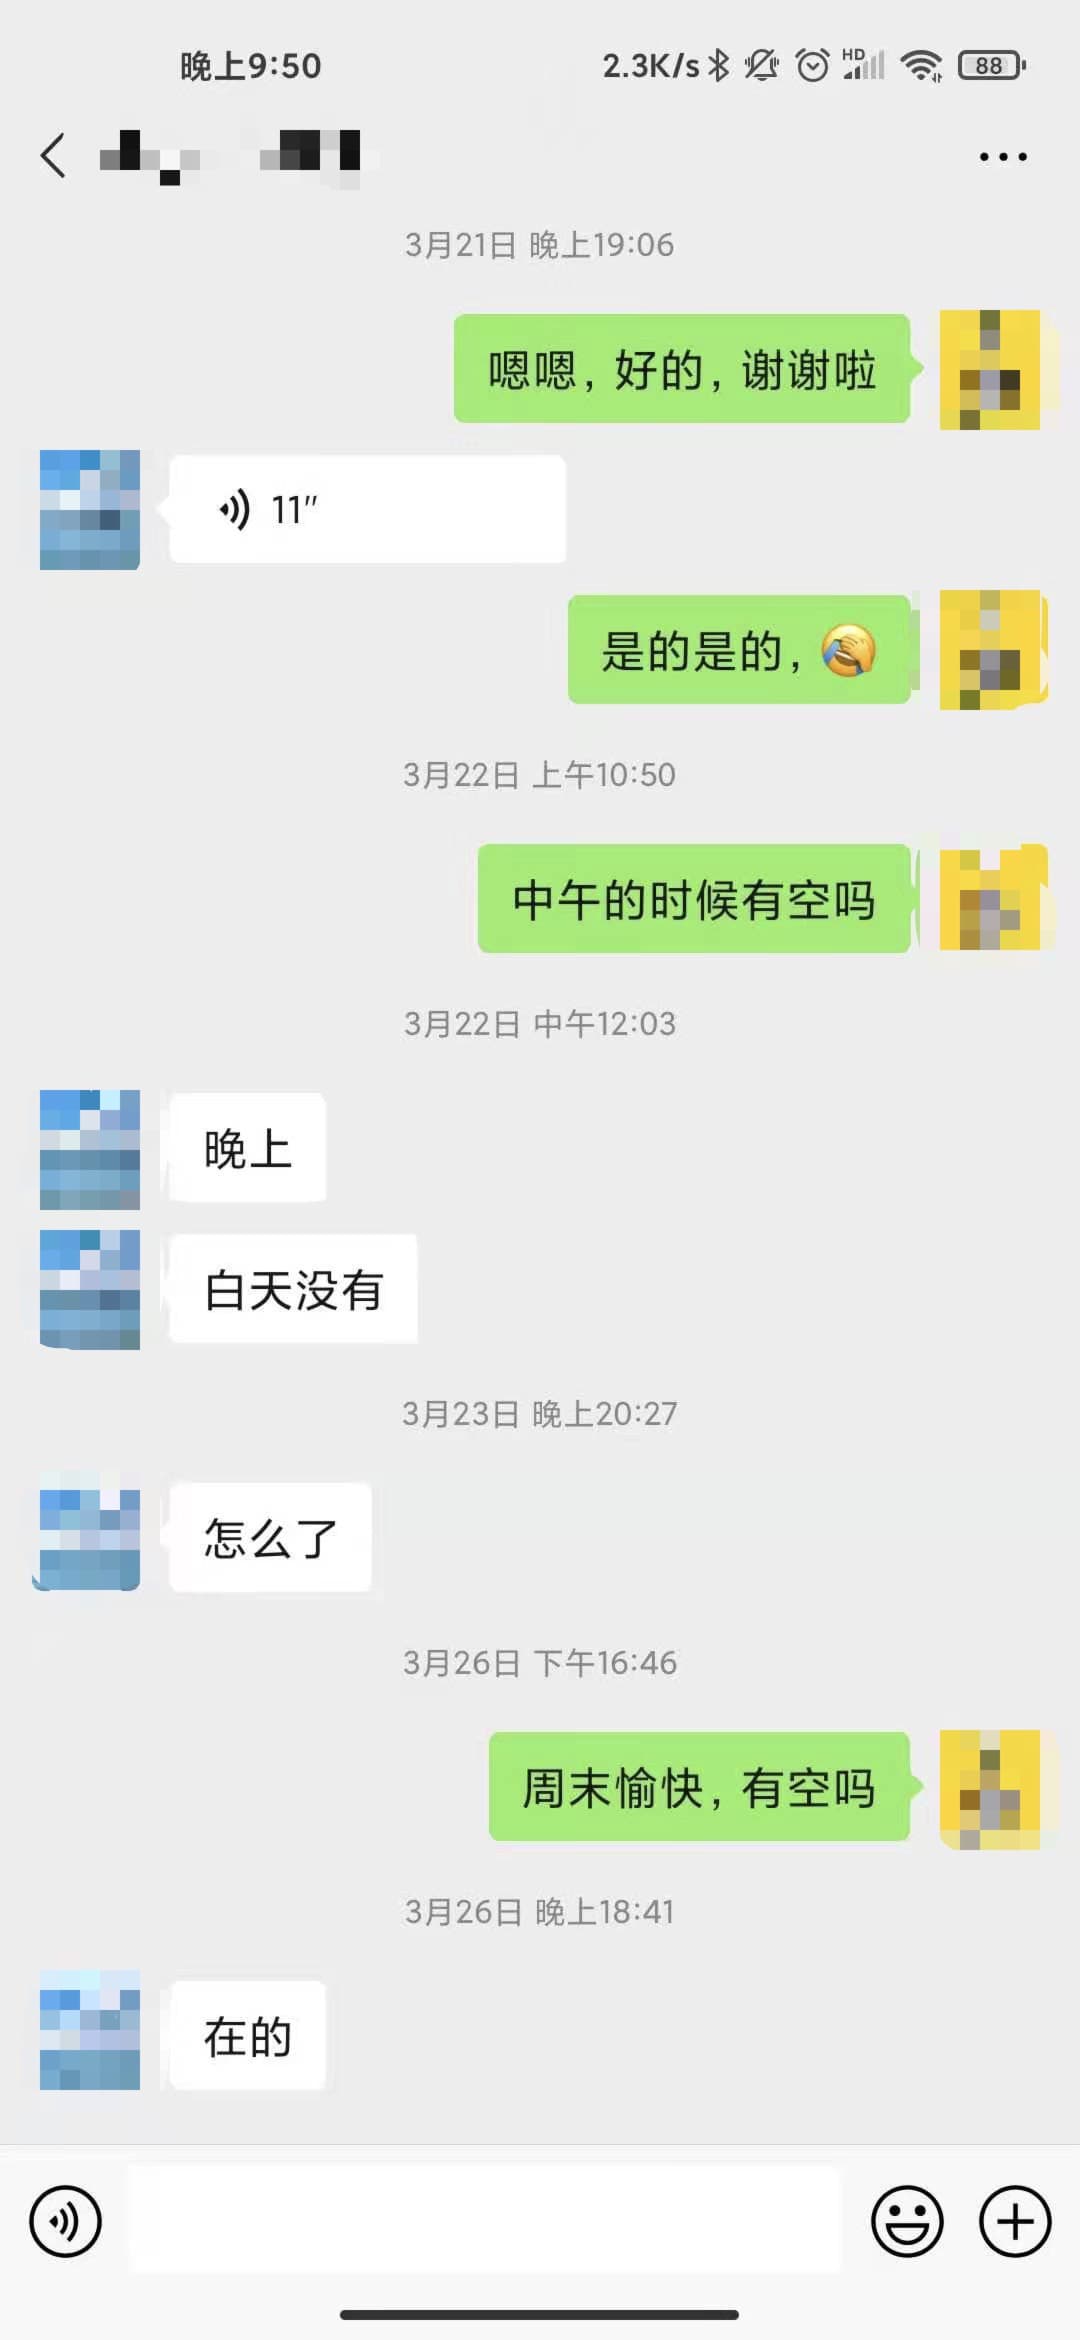 晚上9:50 2.3K/s HD 88
3月21日 晚上19:06
嗯嗯，好的，谢谢啦
11″
是的是的，
3月22日 上午10:50
中午的时候有空吗
3月22日 中午12:03
晚上
白天没有
3月23日 晚上20:27
怎么了
3月26日 下午16:46
周末愉快，有空吗
3月26日 晚上18:41
在的